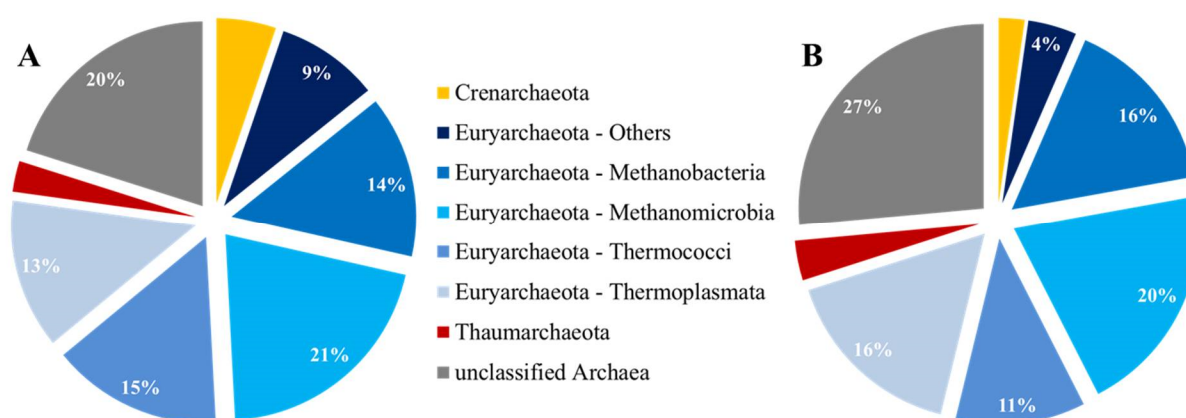 A
20%
9%
14%
21%
15%
13%
Crenarchaeota
Euryarchaeota - Others
Euryarchaeota - Methanobacteria
Euryarchaeota - Methanomicrobia
Euryarchaeota - Thermococci
Euryarchaeota - Thermoplasmata
Thaumarchaeota
unclassified Archaea
B
4%
16%
20%
11%
16%
27%